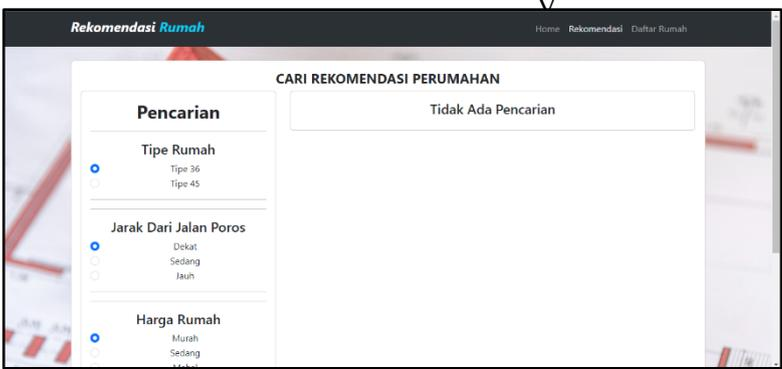 Rekomendasi Rumah
Home Rekomendasi Daftar Rumah
CARI REKOMENDASI PERUMAHAN
Pencarian
Tidak Ada Pencarian
Tipe Rumah
Tipe 36
Tipe 45
Jarak Dari Jalan Poros
Dekat
Sedang
Jauh
Harga Rumah
Murah
Sedang